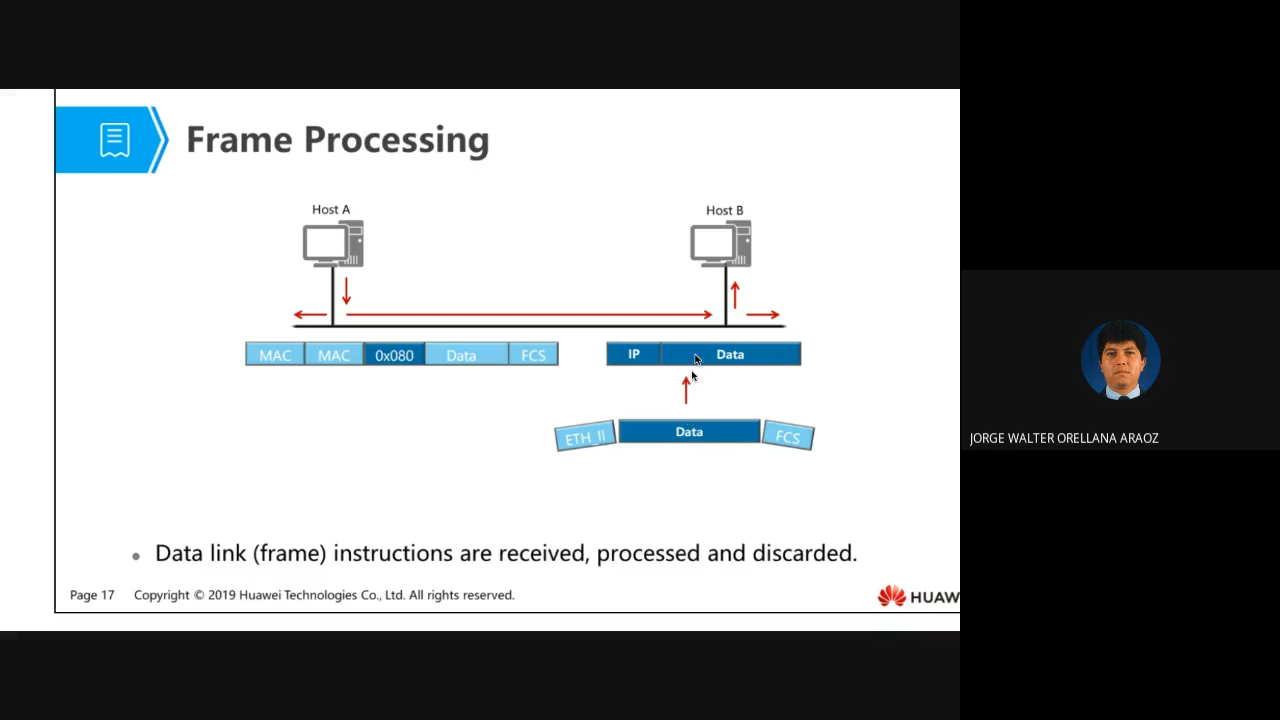 Frame Processing
Host A
Host B
MAC MAC 0x080 Data FCS
IP Data
ETH_II Data FCS
Data link (frame) instructions are received, processed and discarded.
Page 17 Copyright © 2019 Huawei Technologies Co., Ltd. All rights reserved.
HUAW
JORGE WALTER ORELLANA ARAOZ